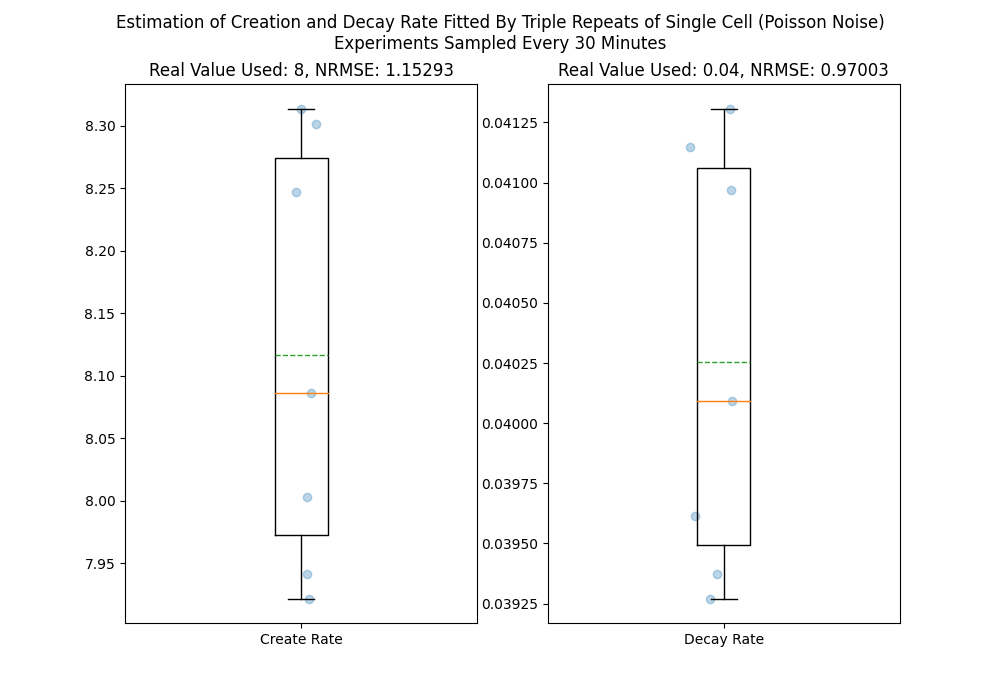 Estimation of Creation and Decay Rate Fitted By Triple Repeats of Single Cell (Poisson Noise)
Experiments Sampled Every 30 Minutes
Real Value Used: 8, NRMSE: 1.15293
Real Value Used: 0.04, NRMSE: 0.97003
8.30
8.25
8.20
8.15
8.10
8.05
8.00
7.95
Create Rate
0.04125
0.04100
0.04075
0.04050
0.04025
0.04000
0.03975
0.03950
0.03925
Decay Rate